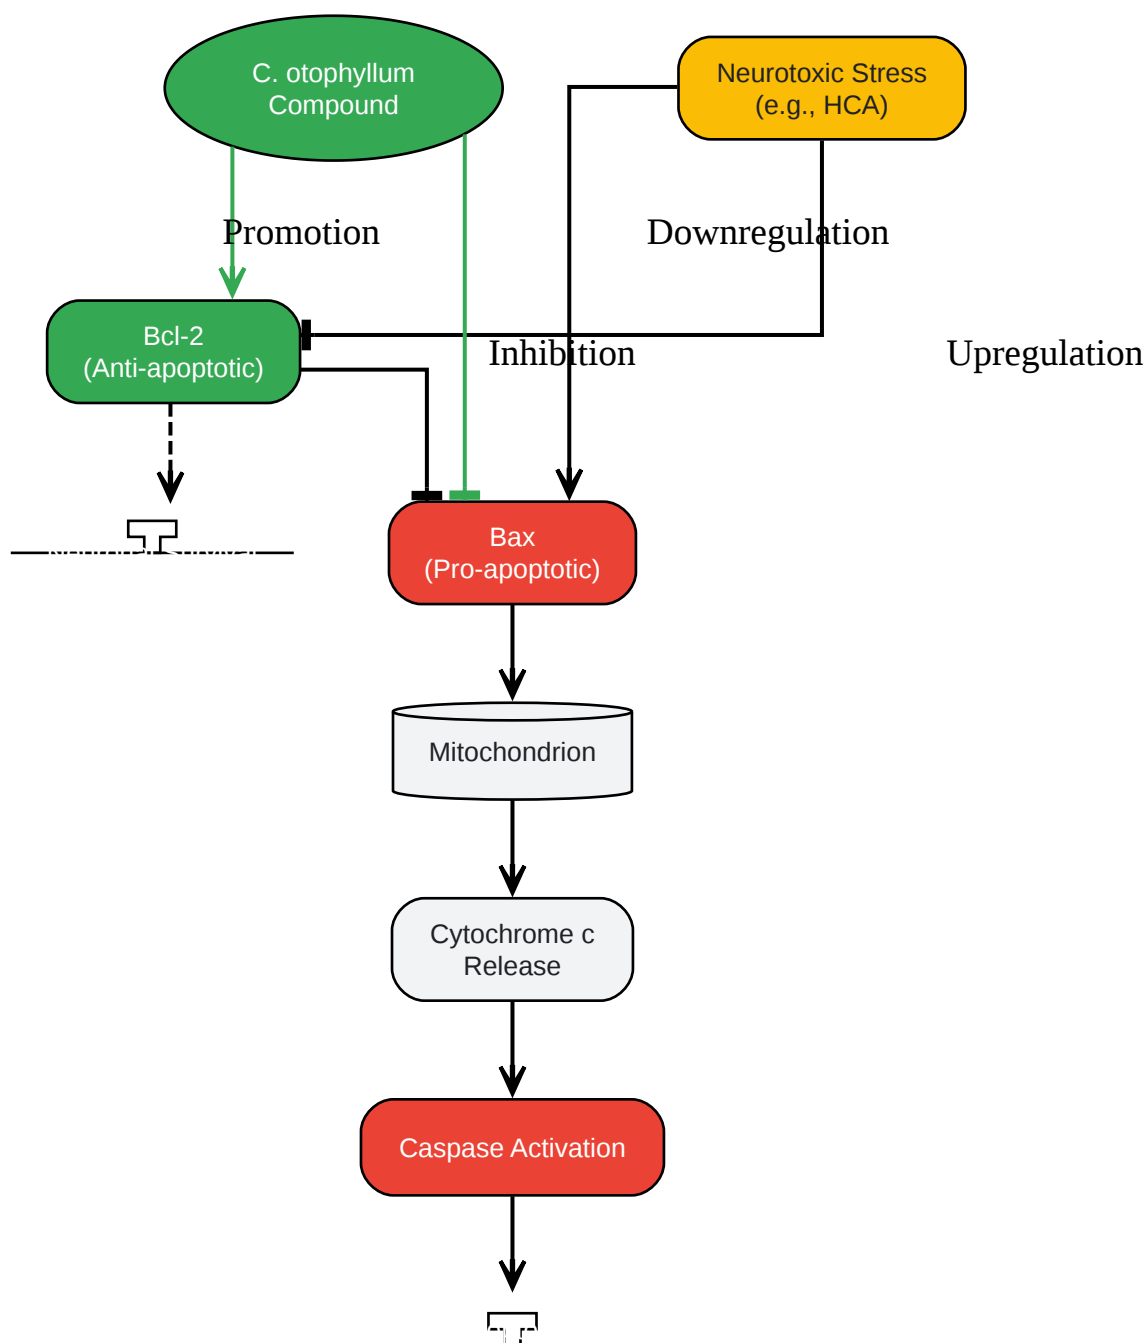 C. otophyllum
Compound
Neurotoxic Stress
(e.g., HCA)
Promotion
Downregulation
Bcl-2
(Anti-apoptotic)
Inhibition
Upregulation
Bax
(Pro-apoptotic)
Mitochondrion
Cytochrome c
Release
Caspase Activation